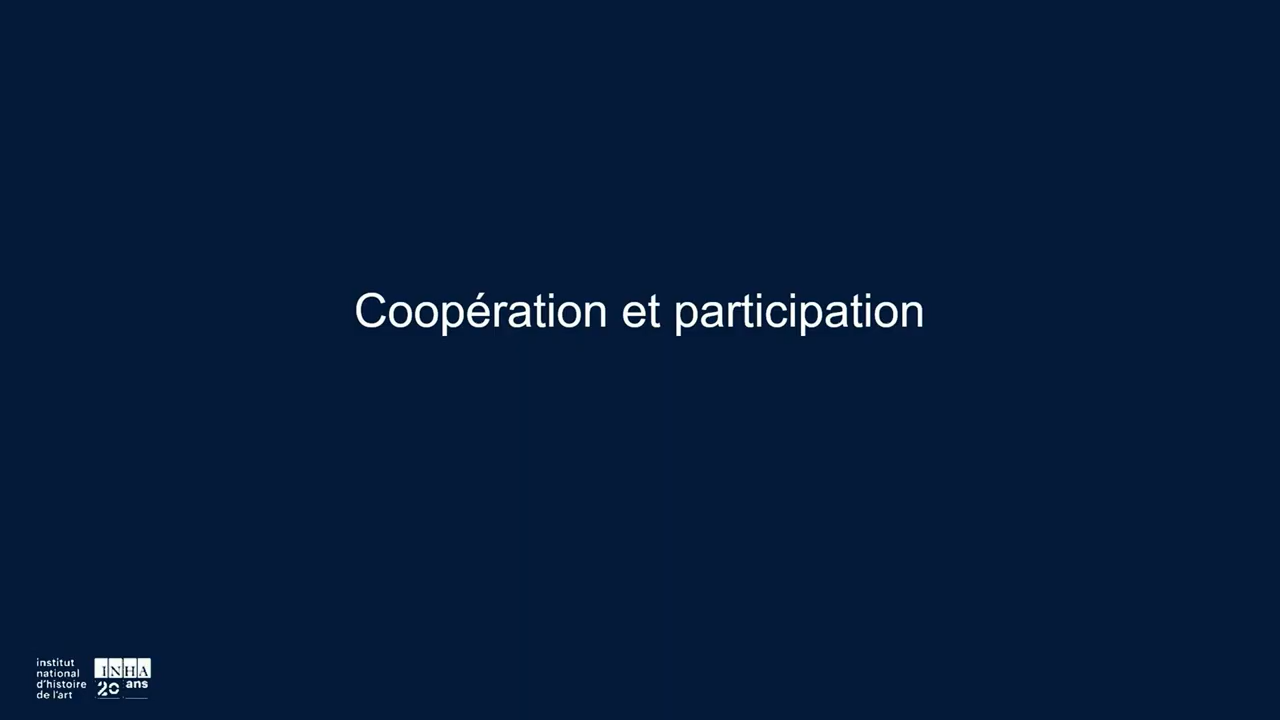 Coopération et participation
institut
national
d'histoire
de l'art
INHA
20 ans